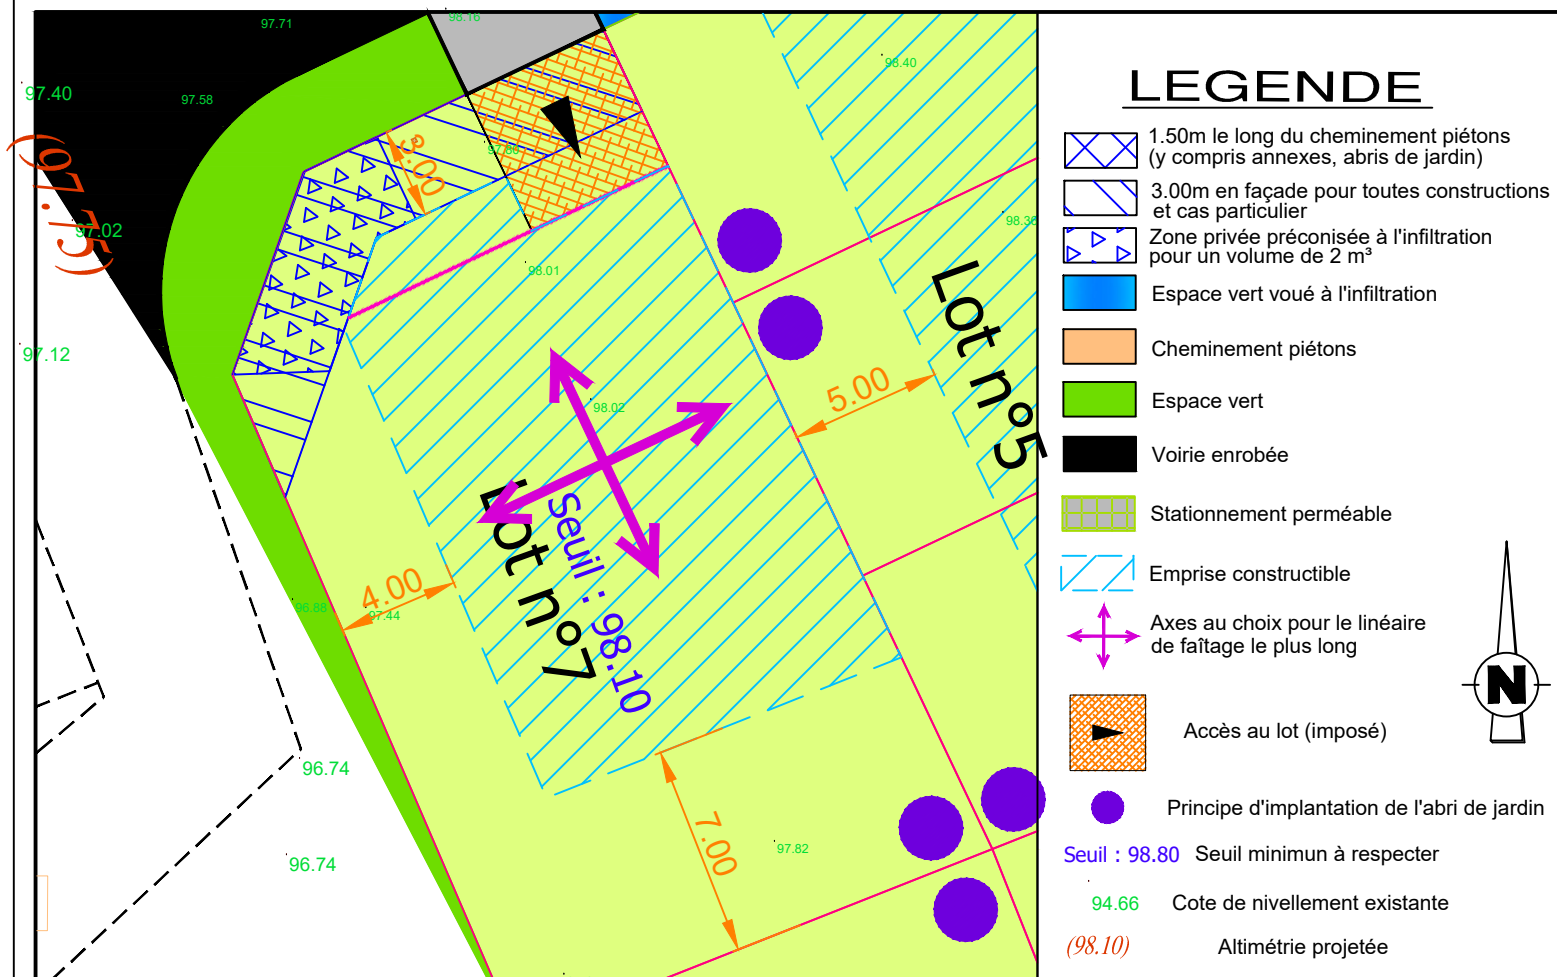 97.71
98.16
98.40
97.40
97.58
97.80
3.00
(97.75)
97.02
98.30
98.01
97.12
5.00
Lot n°5
98.02
Seuil : 98.10
Lot n°7
4.00
96.88
97.44
96.74
7.00
97.82
96.74
LEGENDE
1.50m le long du cheminement piétons
(y compris annexes, abris de jardin)
3.00m en façade pour toutes constructions
et cas particulier
Zone privée préconisée à l'infiltration
pour un volume de 2 m³
Espace vert voué à l'infiltration
Cheminement piétons
Espace vert
Voirie enrobée
Stationnement perméable
Emprise constructible
Axes au choix pour le linéaire
de faîtage le plus long
N
Accès au lot (imposé)
Principe d'implantation de l'abri de jardin
Seuil : 98.80 Seuil minimun à respecter
94.66 Cote de nivellement existante
(98.10) Altimétrie projetée